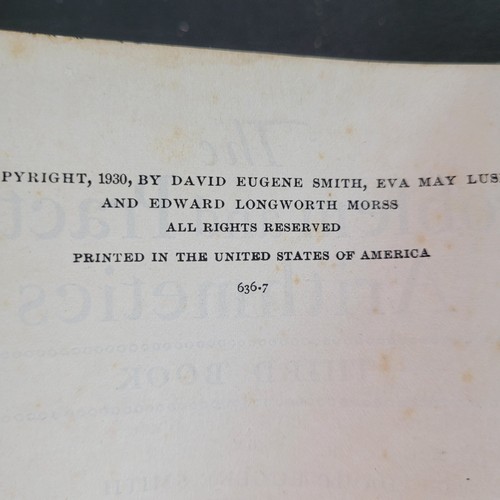 PYRIGHT, 1930, BY DAVID EUGENE SMITH, EVA MAY LUS
AND EDWARD LONGWORTH MORSS
ALL RIGHTS RESERVED
PRINTED IN THE UNITED STATES OF AMERICA
636.7